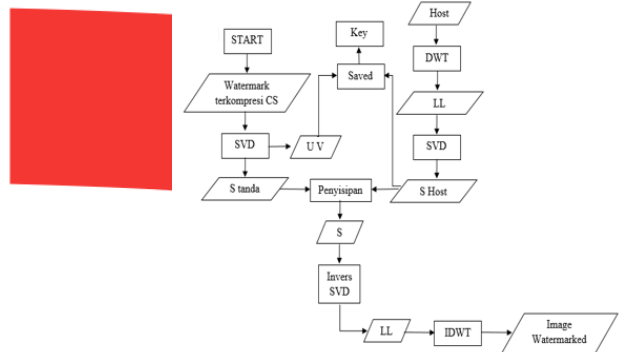 START
Watermark
terkompresi CS
SVD
U V
S tanda
Key
Saved
Host
DWT
LL
SVD
S Host
Penyisipan
S
Invers
SVD
LL
IDWT
Image
Watermarked